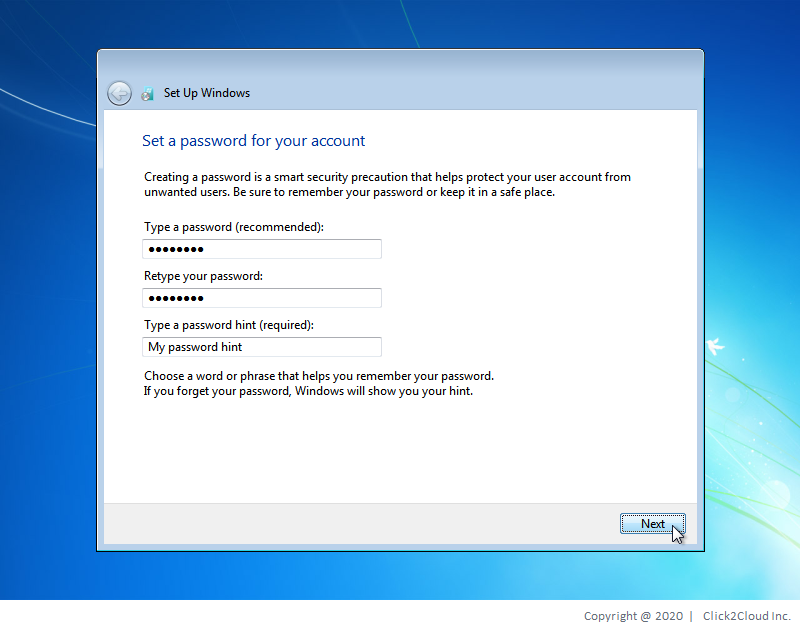 Set Up Windows
Set a password for your account
Creating a password is a smart security precaution that helps protect your user account from
unwanted users. Be sure to remember your password or keep it in a safe place.
Type a password (recommended):
●●●●●●●●
Retype your password:
●●●●●●●●
Type a password hint (required):
My password hint
Choose a word or phrase that helps you remember your password.
If you forget your password, Windows will show you your hint.
Next
Copyright @ 2020 | Click2Cloud Inc.